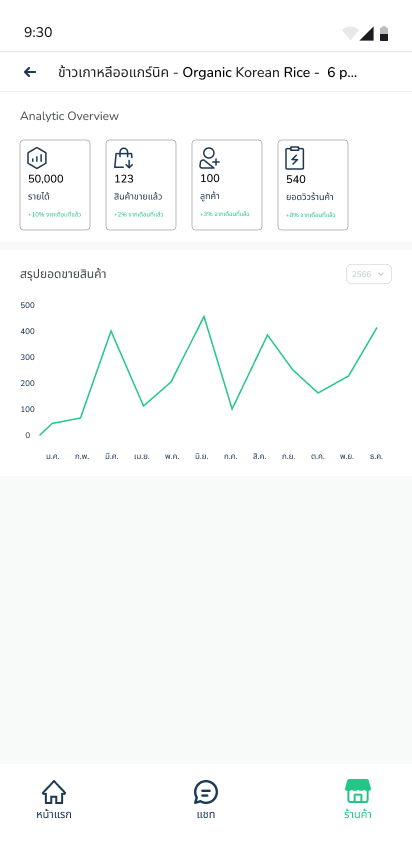 9:30
ข้าวเกาหลีออแกร์นิค - Organic Korean Rice - 6 p...
Analytic Overview
50,000
รายได้
+10% จากเดือนที่แล้ว
123
สินค้าขายแล้ว
+2% จากเดือนที่แล้ว
100
ลูกค้า
+3% จากเดือนที่แล้ว
540
ยอดวิวร้านค้า
+8% จากเดือนที่แล้ว
สรุปยอดขายสินค้า
2566
500
400
300
200
100
0
ม.ค. ก.พ. มี.ค. เม.ย. พ.ค. มิ.ย. ก.ค. สิ.ค. ก.ย. ต.ค. พ.ย. ธ.ค.
หน้าแรก
แชท
ร้านค้า